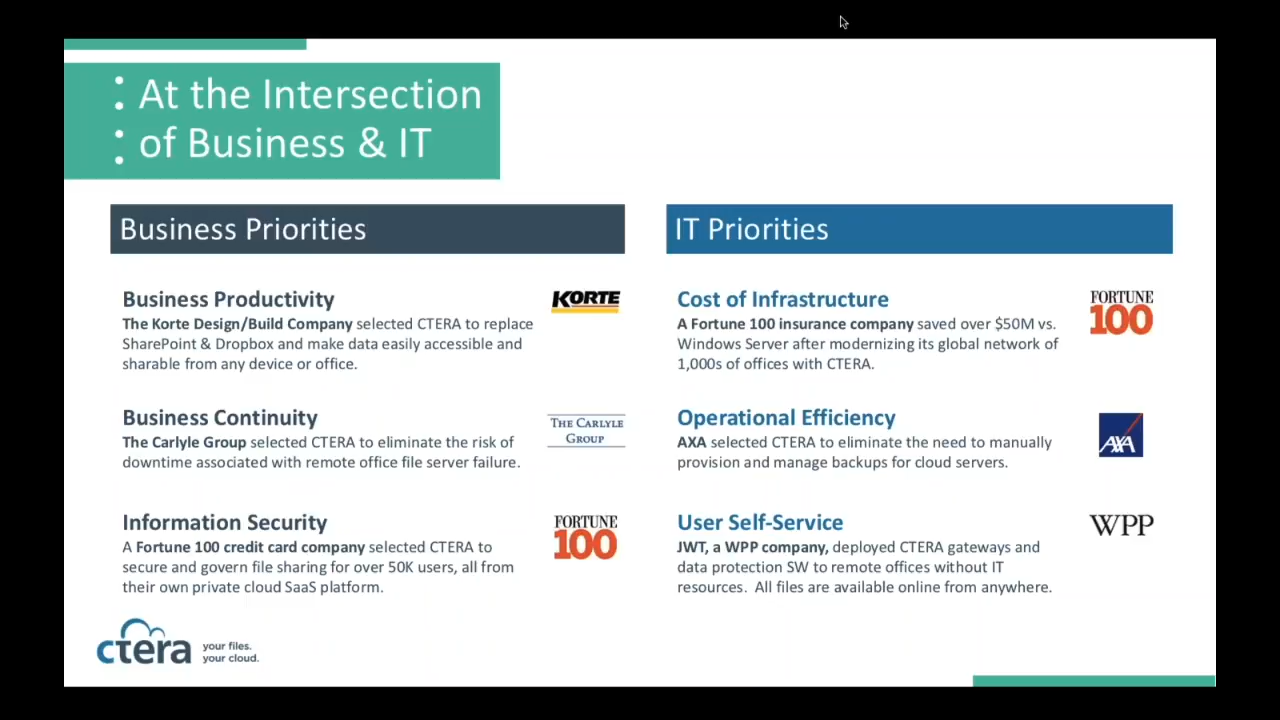 At the Intersection
of Business & IT
Business Priorities
Business Productivity
KORTE
The Korte Design/Build Company selected CTERA to replace
SharePoint & Dropbox and make data easily accessible and
sharable from any device or office.
Business Continuity
THE CARLYLE
GROUP
The Carlyle Group selected CTERA to eliminate the risk of
downtime associated with remote office file server failure.
Information Security
FORTUNE
100
A Fortune 100 credit card company selected CTERA to
secure and govern file sharing for over 50K users, all from
their own private cloud SaaS platform.
IT Priorities
Cost of Infrastructure
FORTUNE
100
A Fortune 100 insurance company saved over $50M vs.
Windows Server after modernizing its global network of
1,000s of offices with CTERA.
Operational Efficiency
AXA
AXA selected CTERA to eliminate the need to manually
provision and manage backups for cloud servers.
User Self-Service
WPP
JWT, a WPP company, deployed CTERA gateways and
data protection SW to remote offices without IT
resources.  All files are available online from anywhere.
ctera
your files.
your cloud.